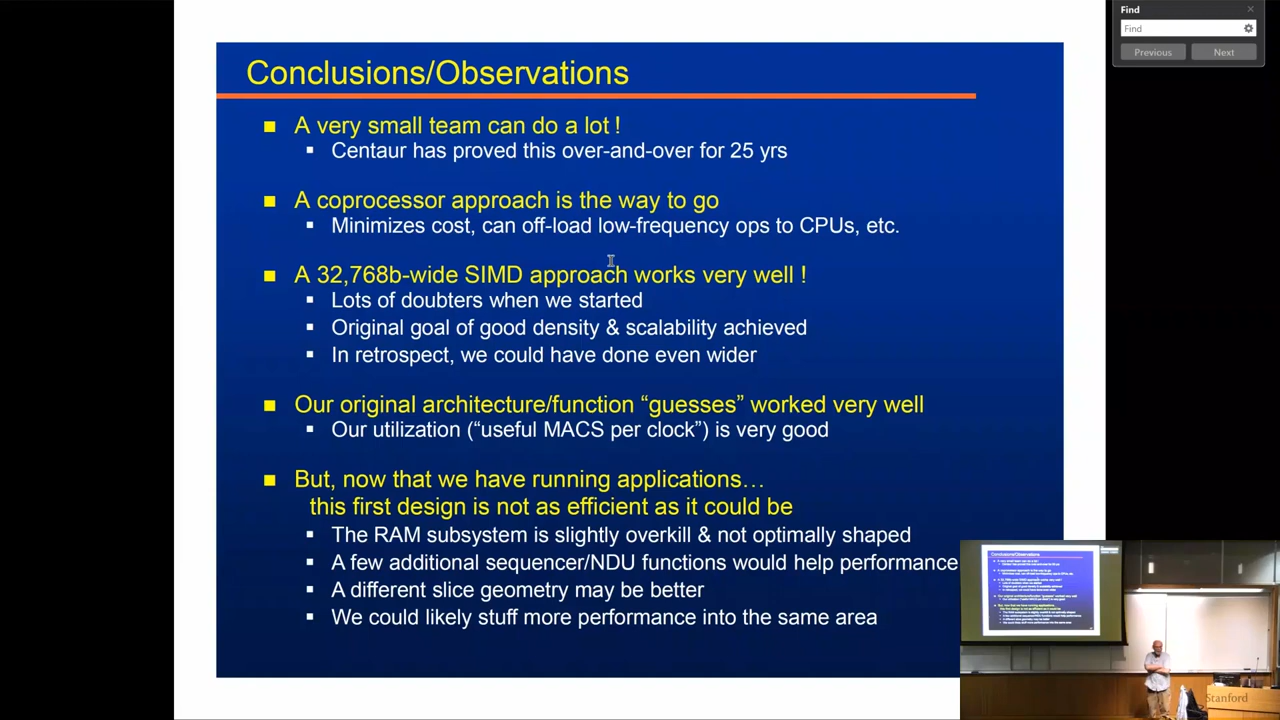 Conclusions/Observations
A very small team can do a lot !
Centaur has proved this over-and-over for 25 yrs
A coprocessor approach is the way to go
Minimizes cost, can off-load low-frequency ops to CPUs, etc.
A 32,768b-wide SIMD approach works very well !
Lots of doubters when we started
Original goal of good density & scalability achieved
In retrospect, we could have done even wider
Our original architecture/function “guesses” worked very well
Our utilization (“useful MACS per clock”) is very good
But, now that we have running applications…
this first design is not as efficient as it could be
The RAM subsystem is slightly overkill & not optimally shaped
A few additional sequencer/NDU functions would help performance
A different slice geometry may be better
We could likely stuff more performance into the same area
Find
Find
Previous
Next
Conclusions/Observations
Stanford